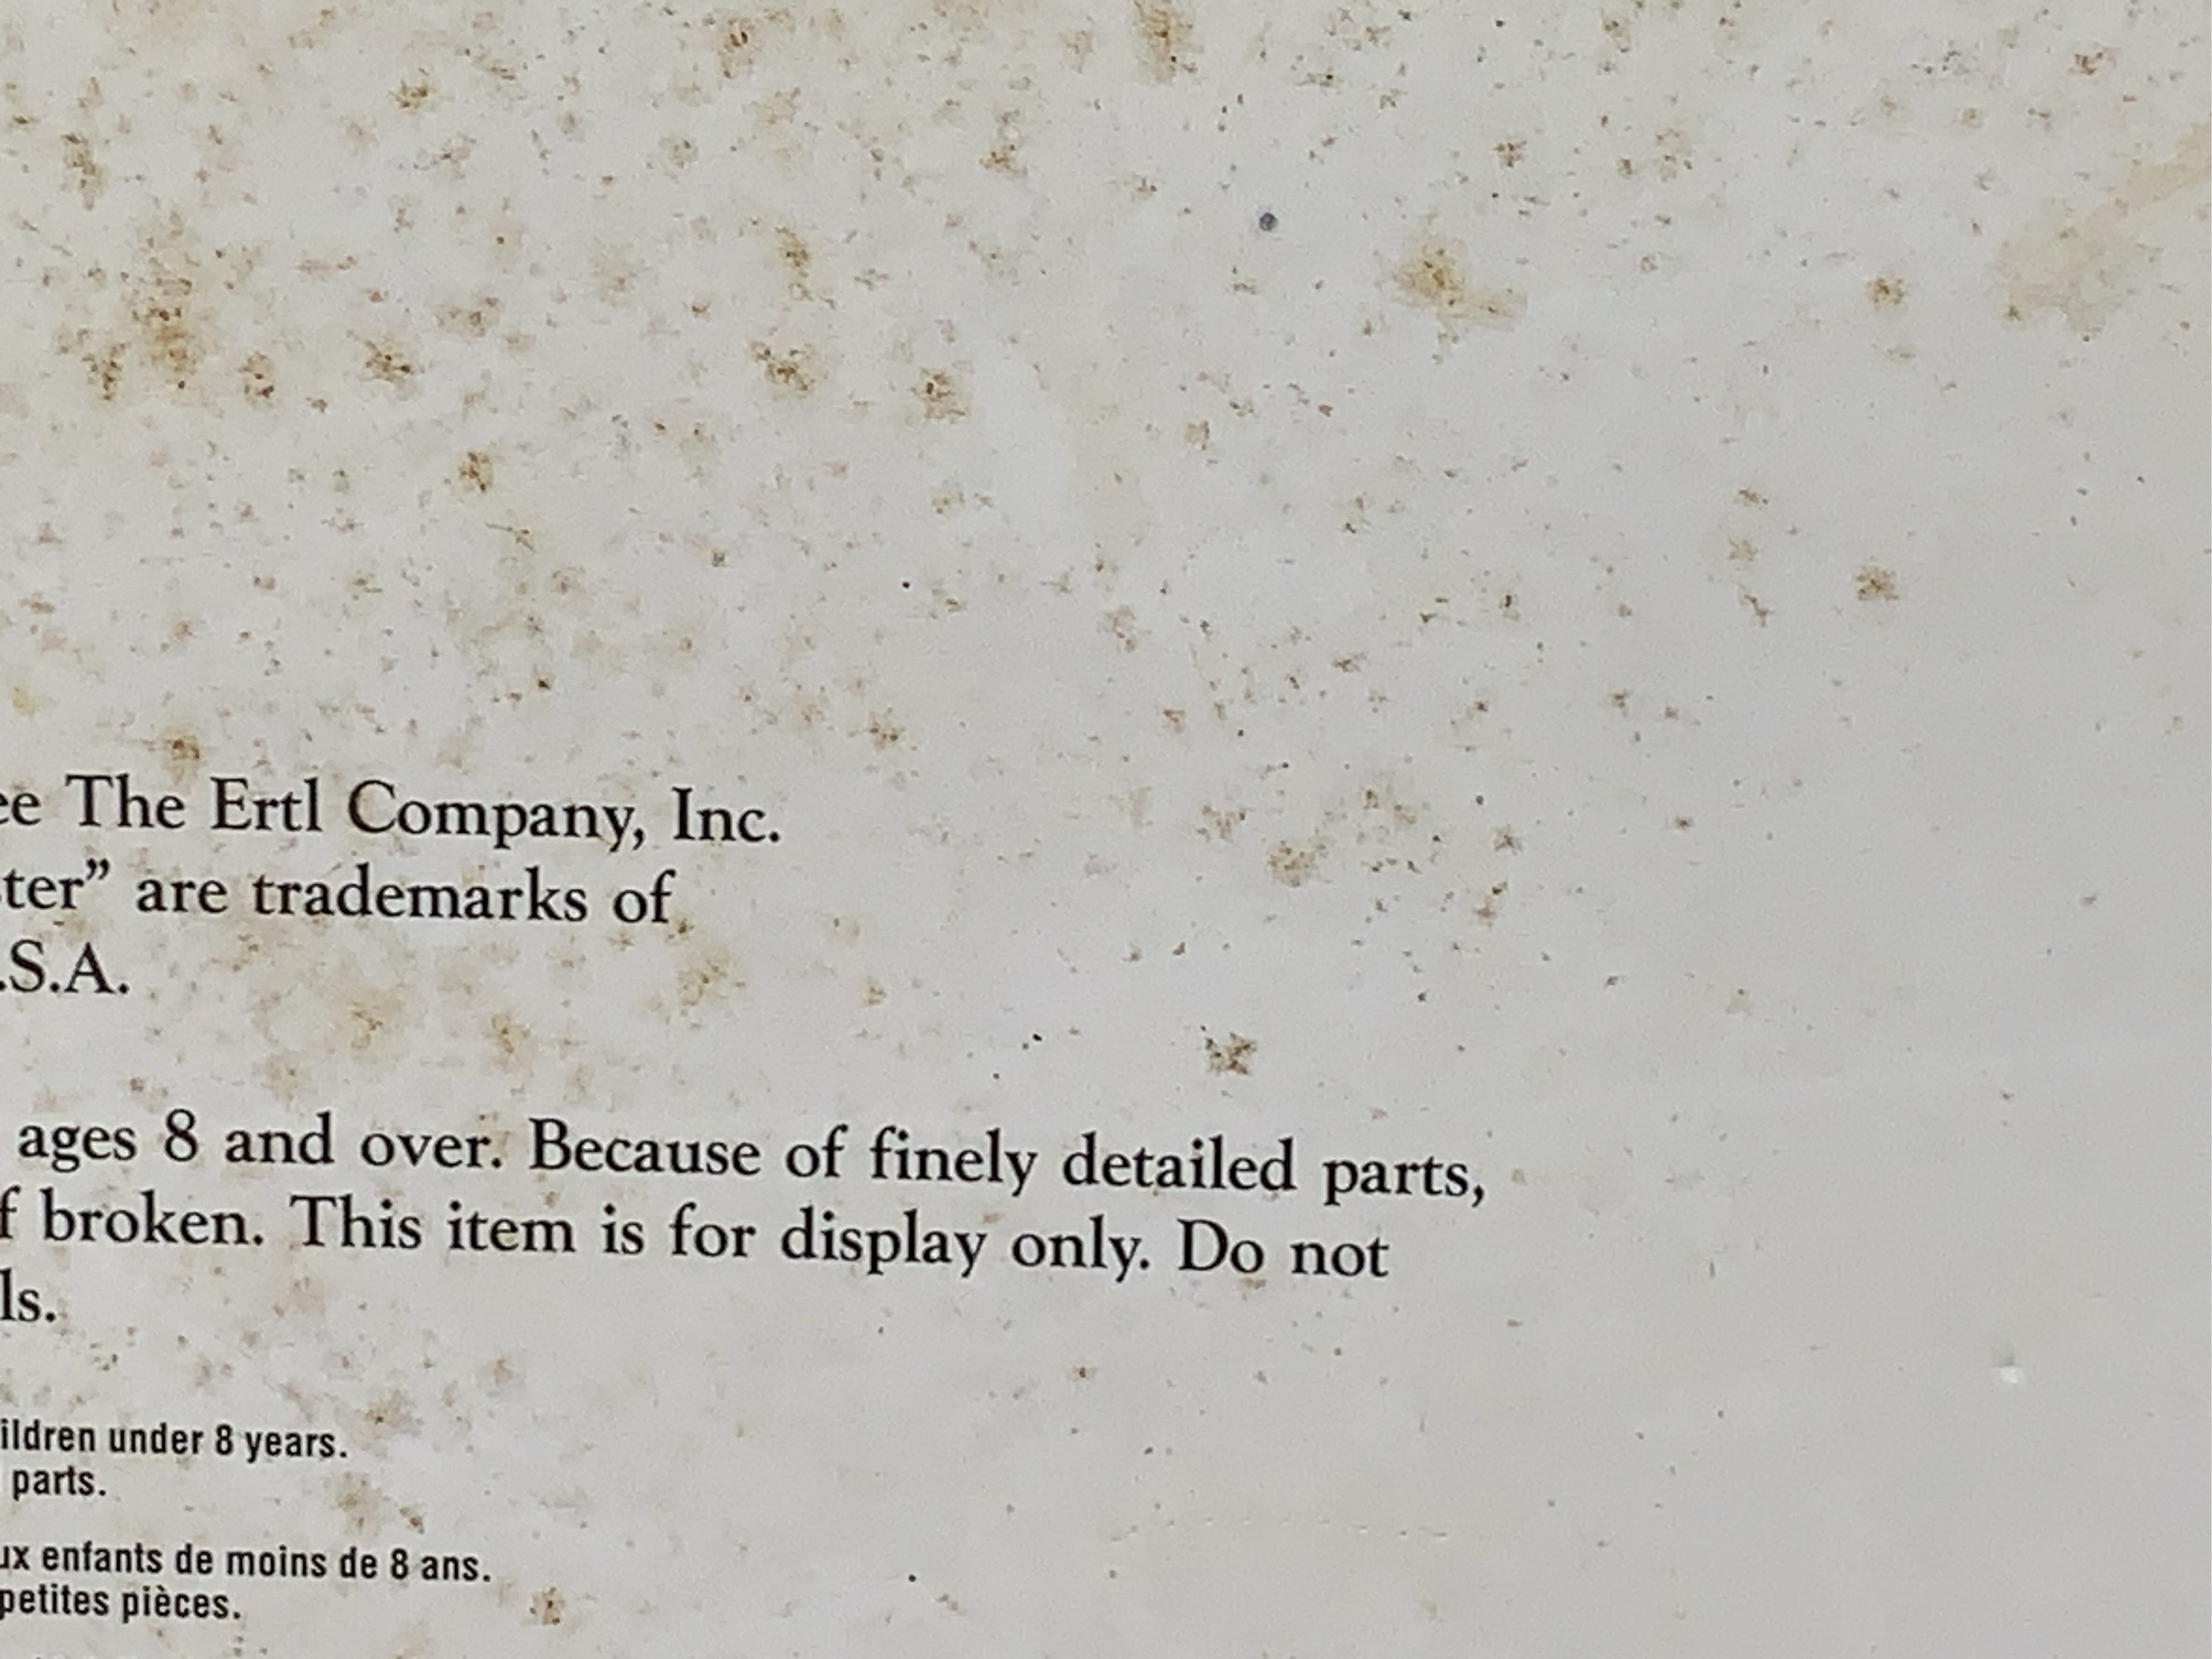 The Ertl Company, Inc.
ter” are trademarks of
.S.A.
ages 8 and over. Because of finely detailed parts,
f broken. This item is for display only. Do not
ls.
ildren under 8 years.
parts.
ux enfants de moins de 8 ans.
petites pièces.